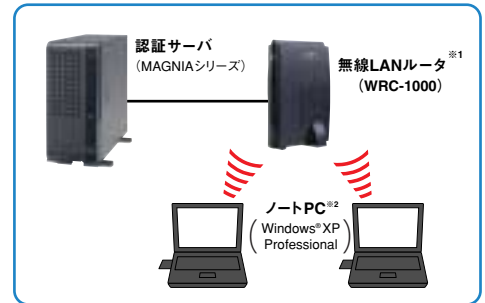 認証サーバ
（MAGNIAシリーズ）
無線LANルータ※1
（WRC-1000）
ノートPC※2
（Windows®XP
Professional）